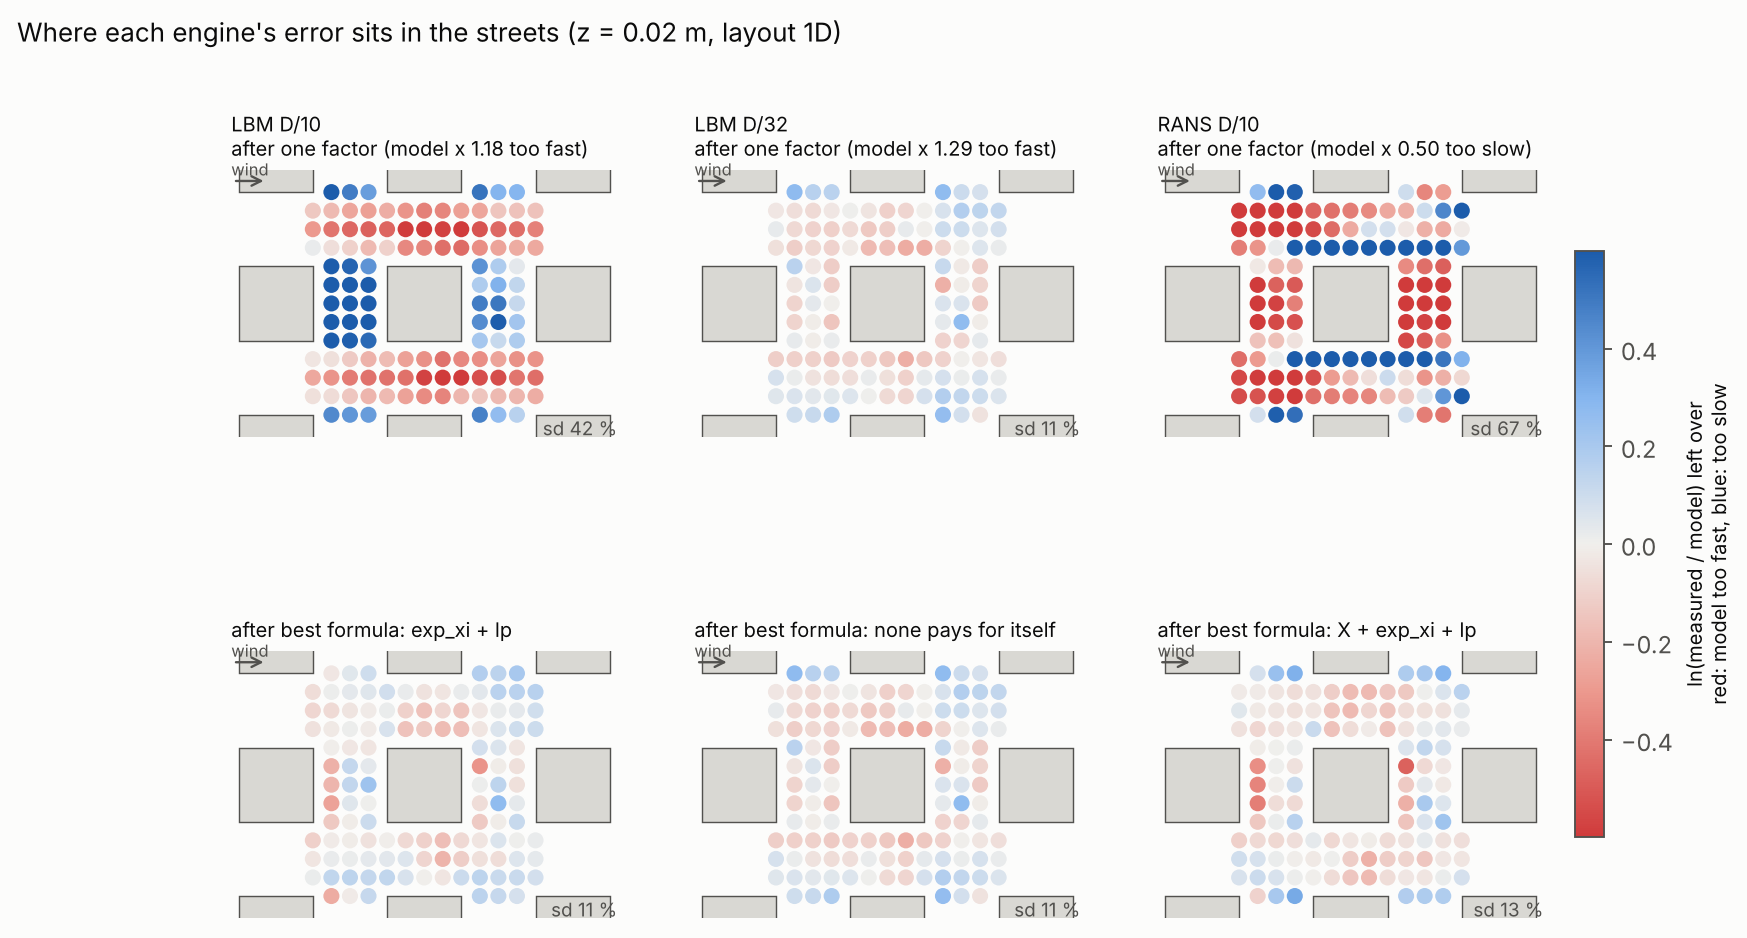 Where each engine's error sits in the streets (z = 0.02 m, layout 1D)
LBM D/10
after one factor (model x 1.18 too fast)
wind
sd 42 %
LBM D/32
after one factor (model x 1.29 too fast)
wind
sd 11 %
RANS D/10
after one factor (model x 0.50 too slow)
wind
sd 67 %
after best formula: exp_xi + lp
wind
sd 11 %
after best formula: none pays for itself
wind
sd 11 %
after best formula: X + exp_xi + lp
wind
sd 13 %
0.4
0.2
0.0
−0.2
−0.4
ln(measured / model) left over
red: model too fast, blue: too slow